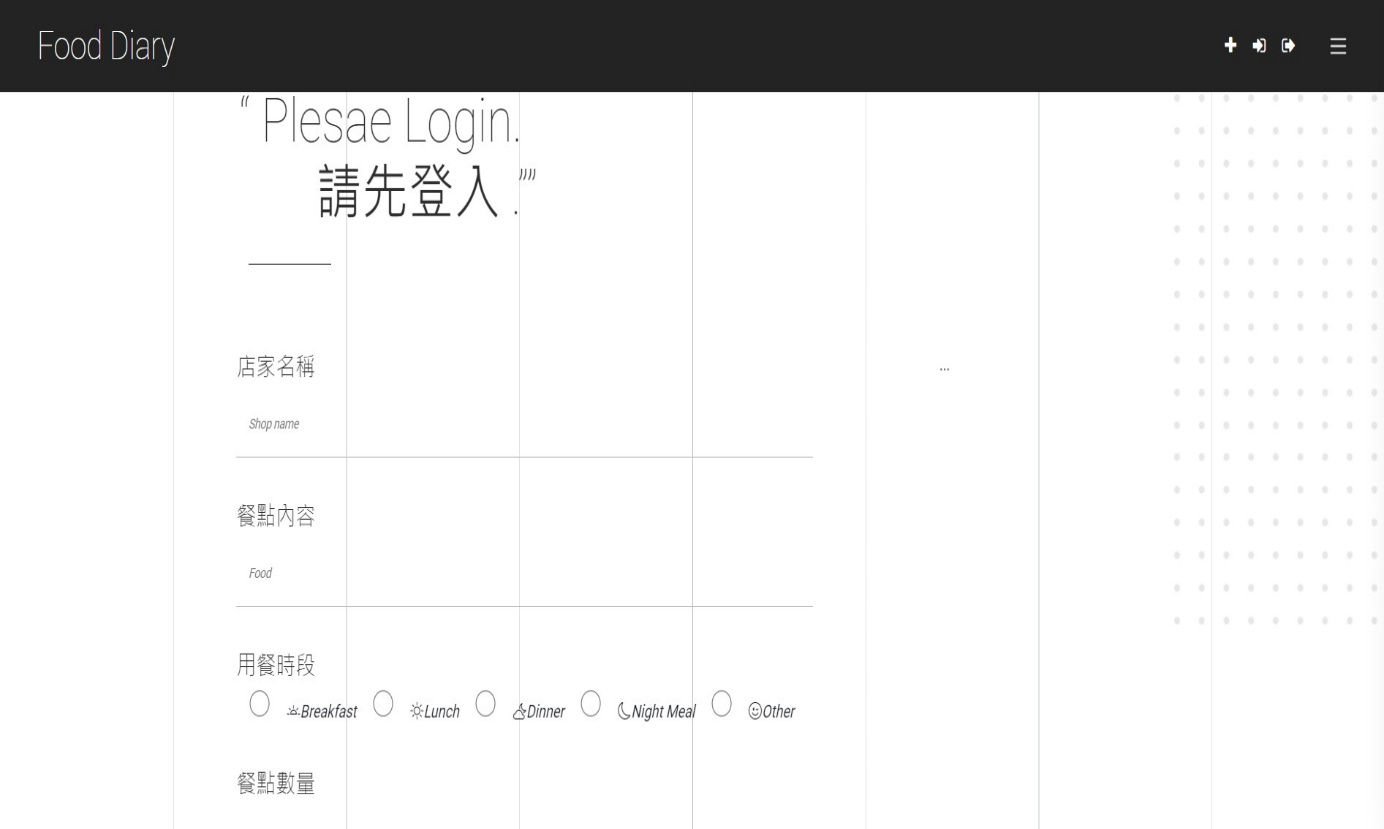 Food Diary
“ Plesae Login.
請先登入 .””
店家名稱
...
Shop name
餐點內容
Food
用餐時段
Breakfast Lunch Dinner Night Meal Other
餐點數量